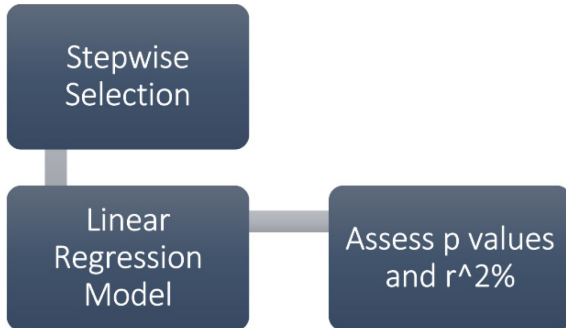 Stepwise
Selection
Linear
Regression
Model
Assess p values
and r^2%